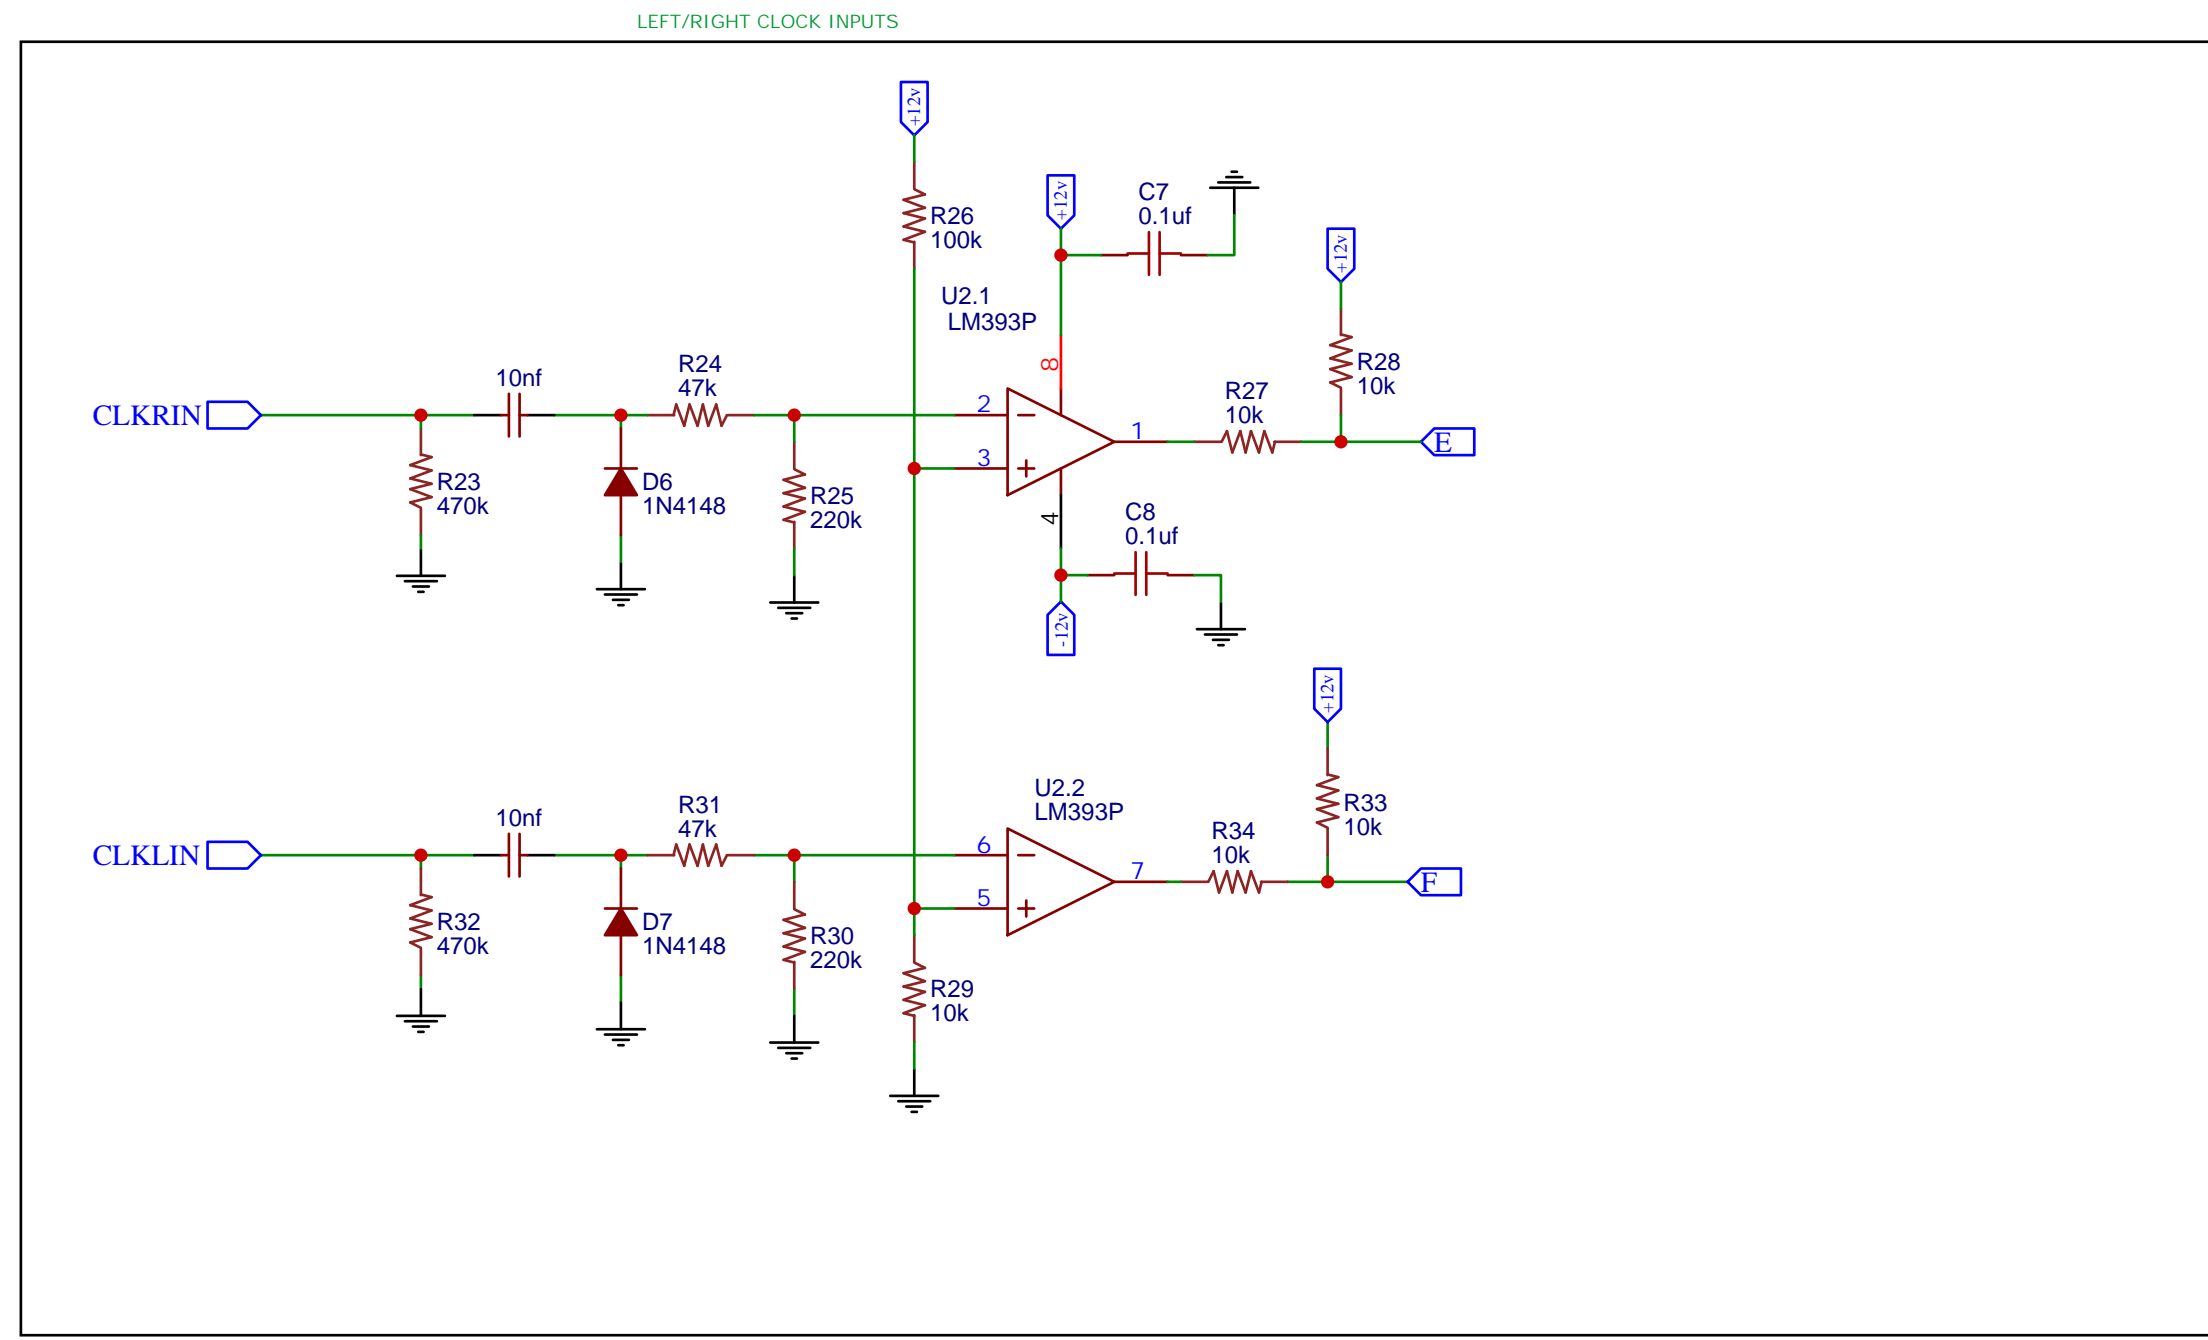 LEFT/RIGHT CLOCK INPUTS
+12v
R26
100k
+12v
C7
0.1uf
+12v
U2.1
LM393P
8
R28
10k
CLKRIN
10nf
R24
47k
2
3
1
R27
10k
E
R23
470k
D6
1N4148
R25
220k
4
C8
0.1uf
-12v
+12v
U2.2
LM393P
R33
10k
CLKLIN
10nf
R31
47k
6
5
7
R34
10k
F
R32
470k
D7
1N4148
R30
220k
R29
10k